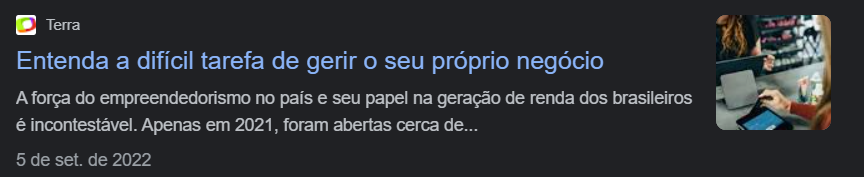 Terra
Entenda a difícil tarefa de gerir o seu próprio negócio
A força do empreendedorismo no país e seu papel na geração de renda dos brasileiros
é incontestável. Apenas em 2021, foram abertas cerca de...
5 de set. de 2022